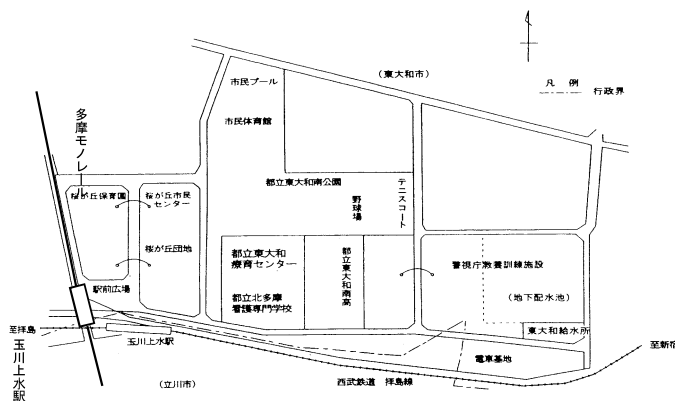 (東大和市)
凡 例
行政界
市民プール
市民体育館
多摩モノレール
都立東大和南公園
テニスコート
野球場
桜が丘保育園
桜が丘市民
センター
桜が丘団地
都立東大和
療育センター
都立東大和南高
警視庁教養訓練施設
(地下配水池)
都立北多摩
看護専門学校
駅前広場
東大和給水所
至拝島
玉川上水駅
玉川上水駅
電車基地
至新宿
(立川市)
西武鉄道 拝島線